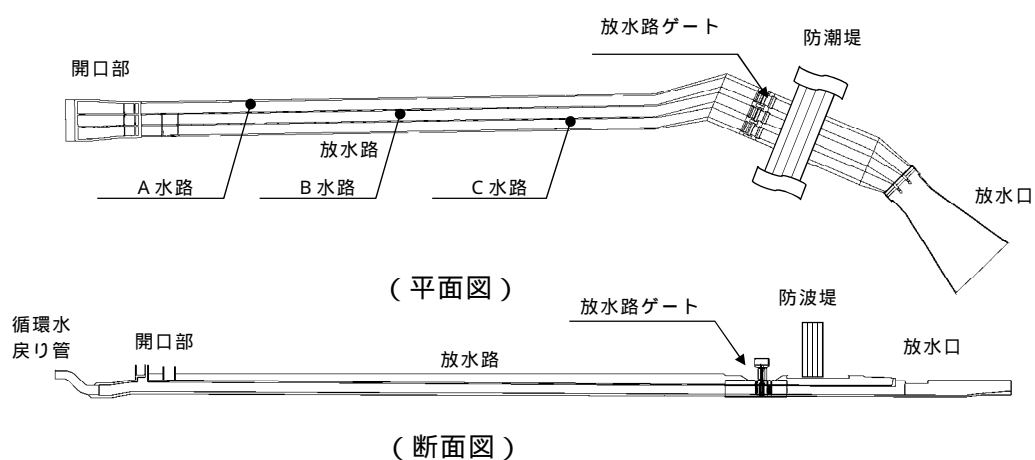 放水路ゲート
防潮堤
開口部
放水路
A水路
B水路
C水路
放水口
(平面図)
循環水
戻り管
開口部
放水路
放水路ゲート
防波堤
放水口
(断面図)